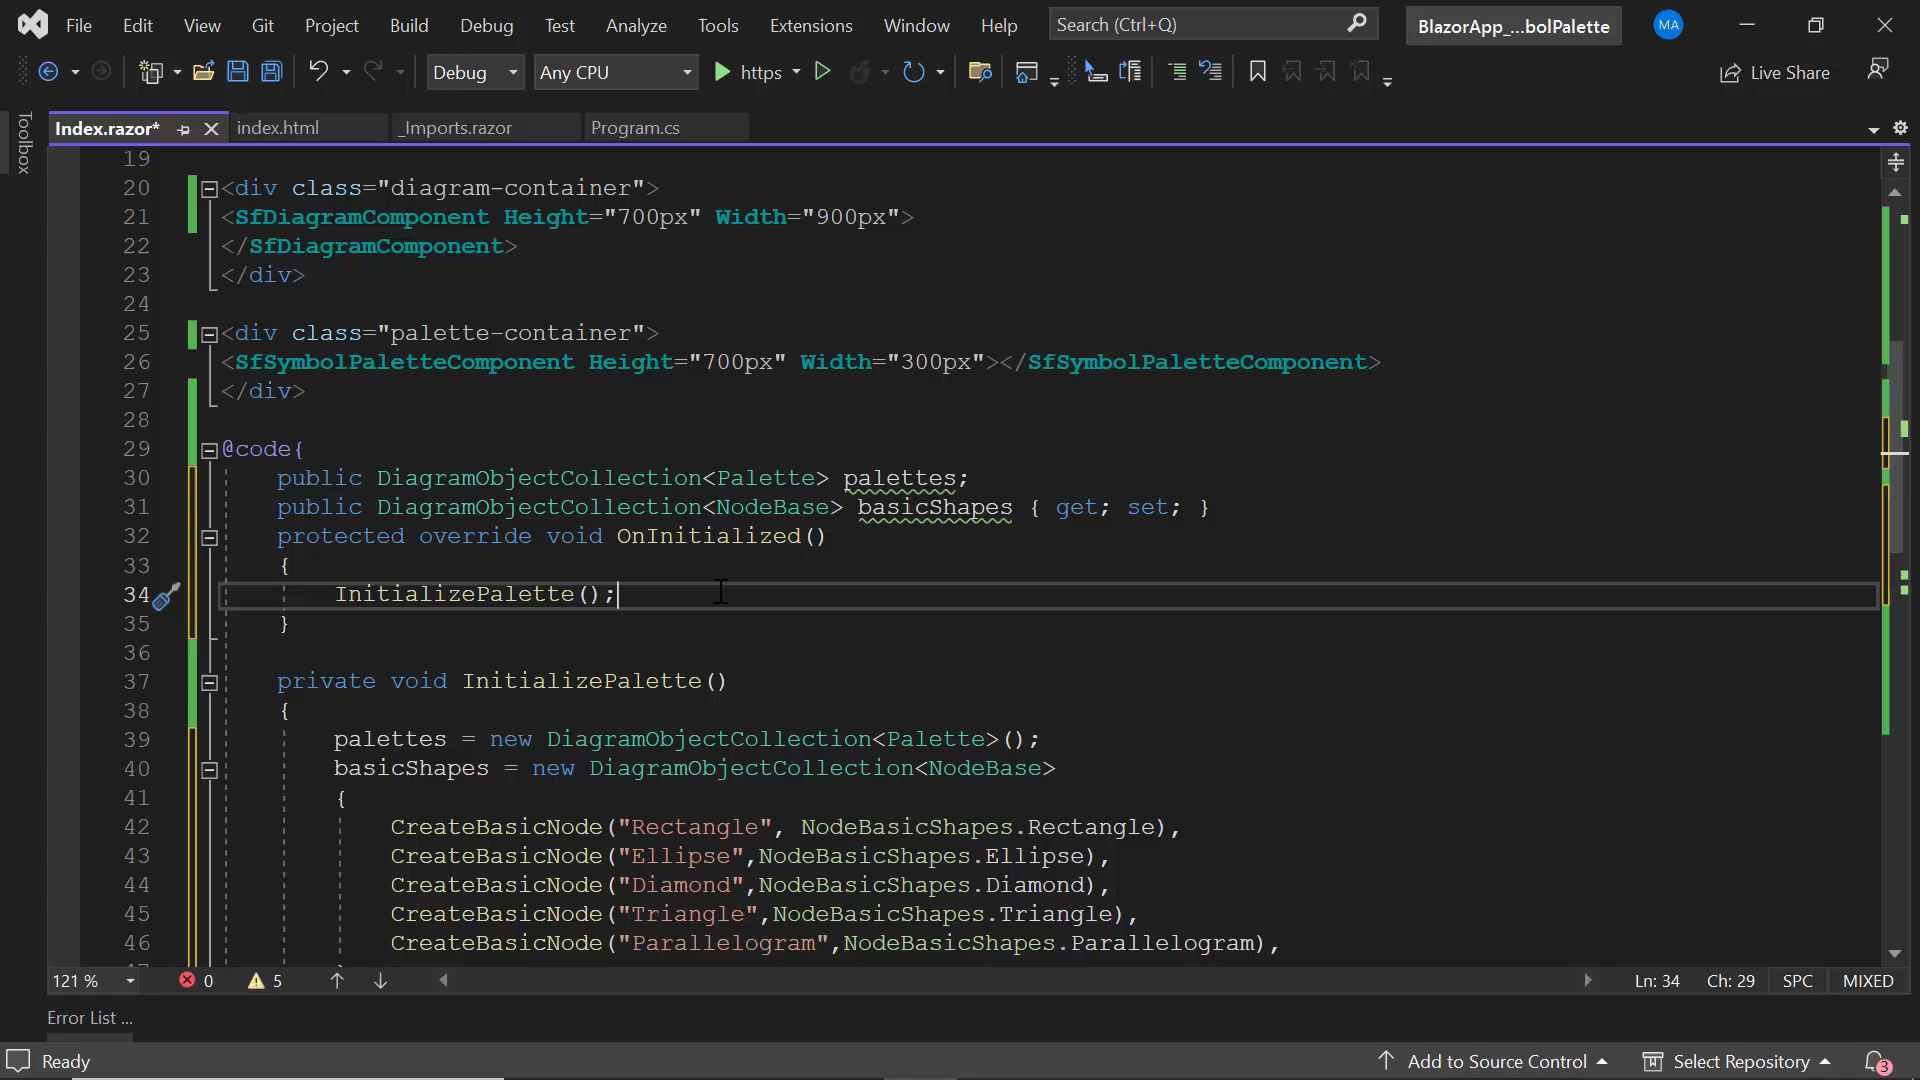 File Edit View Git Project Build Debug Test Analyze Tools Extensions Window Help Search (Ctrl+Q) BlazorApp_...bolPalette MA
Debug Any CPU https Live Share
Toolbox
Index.razor* index.html _Imports.razor Program.cs
19
20 <div class="diagram-container">
21 <SfDiagramComponent Height="700px" Width="900px">
22 </SfDiagramComponent>
23 </div>
24
25 <div class="palette-container">
26 <SfSymbolPaletteComponent Height="700px" Width="300px"></SfSymbolPaletteComponent>
27 </div>
28
29 @code{
30 public DiagramObjectCollection<Palette> palettes;
31 public DiagramObjectCollection<NodeBase> basicShapes { get; set; }
32 protected override void OnInitialized()
33 {
34 InitializePalette();
35 }
36
37 private void InitializePalette()
38 {
39 palettes = new DiagramObjectCollection<Palette>();
40 basicShapes = new DiagramObjectCollection<NodeBase>
41 {
42 CreateBasicNode("Rectangle", NodeBasicShapes.Rectangle),
43 CreateBasicNode("Ellipse",NodeBasicShapes.Ellipse),
44 CreateBasicNode("Diamond",NodeBasicShapes.Diamond),
45 CreateBasicNode("Triangle",NodeBasicShapes.Triangle),
46 CreateBasicNode("Parallelogram",NodeBasicShapes.Parallelogram),
121 % 0 5 Ln: 34 Ch: 29 SPC MIXED
Error List ...
Ready Add to Source Control Select Repository 3